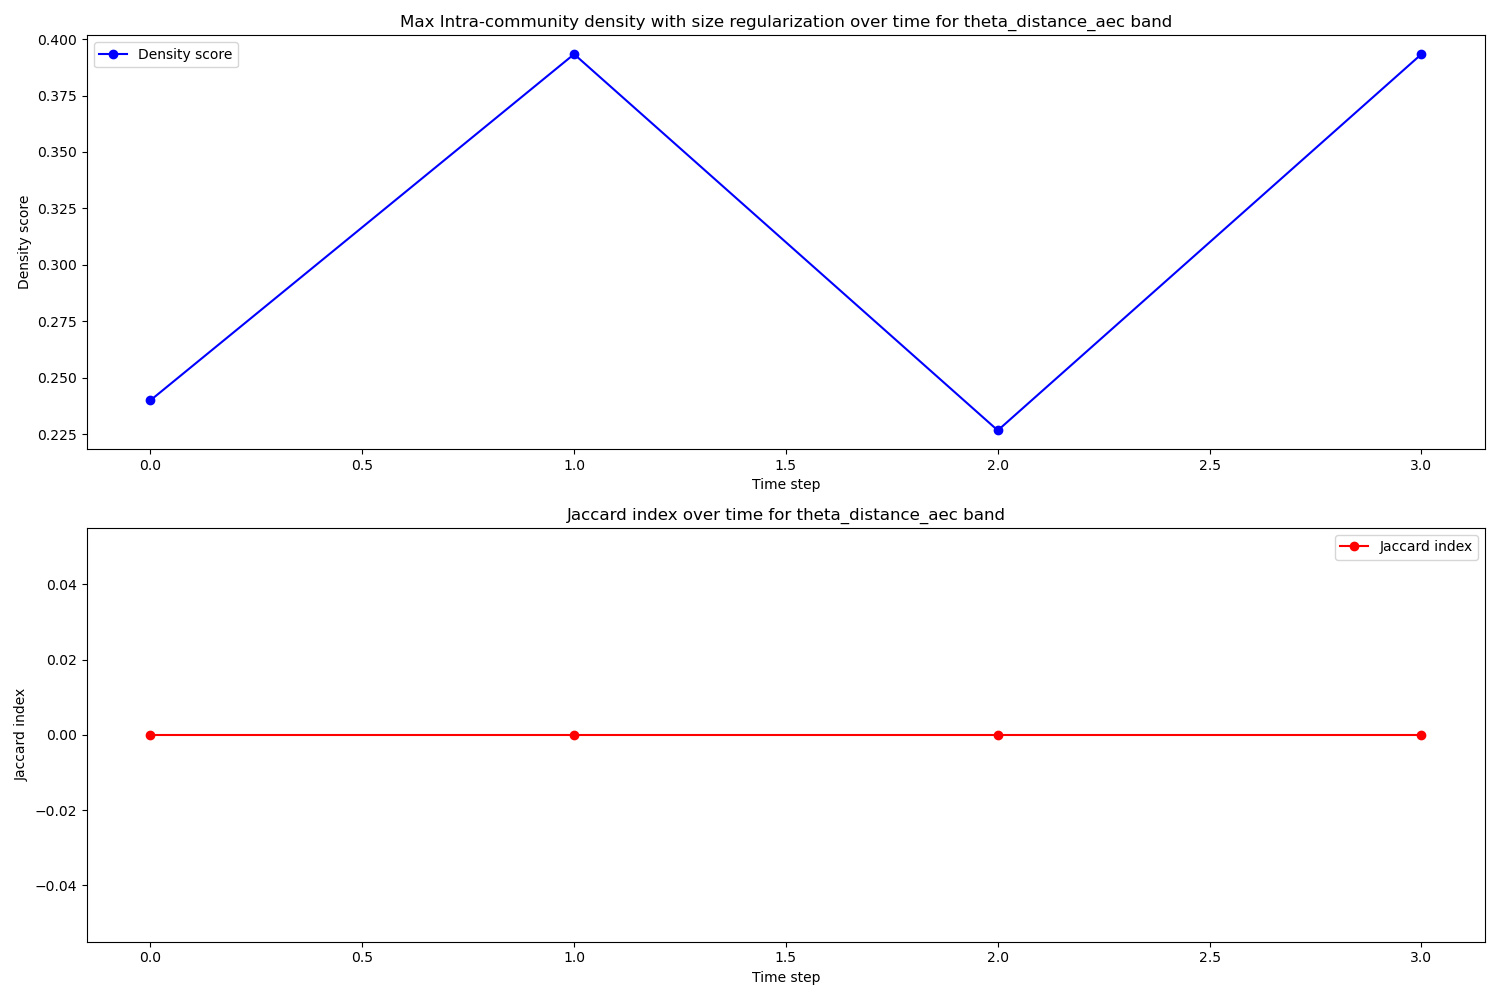 Max Intra-community density with size regularization over time for theta_distance_aec band
Density score
0.400
0.375
0.350
0.325
0.300
0.275
0.250
0.225
Density score
0.0 0.5 1.0 1.5 2.0 2.5 3.0
Time step
Jaccard index over time for theta_distance_aec band
Jaccard index
0.04
0.02
0.00
−0.02
−0.04
Jaccard index
0.0 0.5 1.0 1.5 2.0 2.5 3.0
Time step